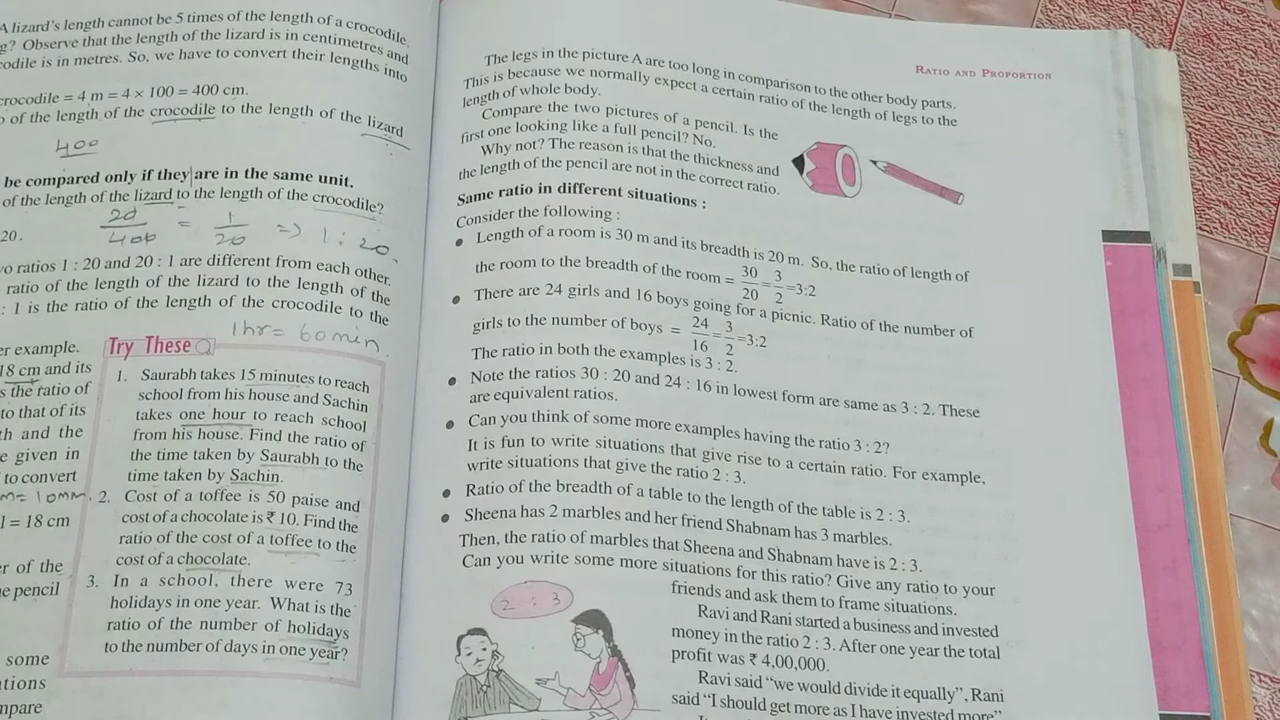 A lizard's length cannot be 5 times of the length of a crocodile.
g? Observe that the length of the lizard is in centimetres and
codile is in metres. So, we have to convert their lengths into
crocodile = 4 m = 4 × 100 = 400 cm.
of the length of the crocodile to the length of the lizard
400
be compared only if they are in the same unit.
of the length of the lizard to the length of the crocodile?
20/400 = 1/20 => 1 : 20.
20.
o ratios 1 : 20 and 20 : 1 are different from each other.
ratio of the length of the lizard to the length of the
: 1 is the ratio of the length of the crocodile to the
1hr = 60 min.
er example.
18 cm and its
s the ratio of
to that of its
th and the
e given in
to convert
m = 10mm.
l = 18 cm
er of the
e pencil
some
ations
mpare
Try These
1. Saurabh takes 15 minutes to reach
school from his house and Sachin
takes one hour to reach school
from his house. Find the ratio of
the time taken by Saurabh to the
time taken by Sachin.
2. Cost of a toffee is 50 paise and
cost of a chocolate is ₹ 10. Find the
ratio of the cost of a toffee to the
cost of a chocolate.
3. In a school, there were 73
holidays in one year. What is the
ratio of the number of holidays
to the number of days in one year?
RATIO AND PROPORTION
The legs in the picture A are too long in comparison to the other body parts.
This is because we normally expect a certain ratio of the length of legs to the
length of whole body.
Compare the two pictures of a pencil. Is the
first one looking like a full pencil? No.
Why not? The reason is that the thickness and
the length of the pencil are not in the correct ratio.
Same ratio in different situations :
Consider the following :
• Length of a room is 30 m and its breadth is 20 m. So, the ratio of length of
the room to the breadth of the room = 30/20 = 3/2 = 3:2
• There are 24 girls and 16 boys going for a picnic. Ratio of the number of
girls to the number of boys = 24/16 = 3/2 = 3:2
The ratio in both the examples is 3 : 2.
• Note the ratios 30 : 20 and 24 : 16 in lowest form are same as 3 : 2. These
are equivalent ratios.
• Can you think of some more examples having the ratio 3 : 2?
It is fun to write situations that give rise to a certain ratio. For example,
write situations that give the ratio 2 : 3.
• Ratio of the breadth of a table to the length of the table is 2 : 3.
• Sheena has 2 marbles and her friend Shabnam has 3 marbles.
Then, the ratio of marbles that Sheena and Shabnam have is 2 : 3.
Can you write some more situations for this ratio? Give any ratio to your
friends and ask them to frame situations.
2 : 3
Ravi and Rani started a business and invested
money in the ratio 2 : 3. After one year the total
profit was ₹ 4,00,000.
Ravi said "we would divide it equally", Rani
said "I should get more as I have invested more"